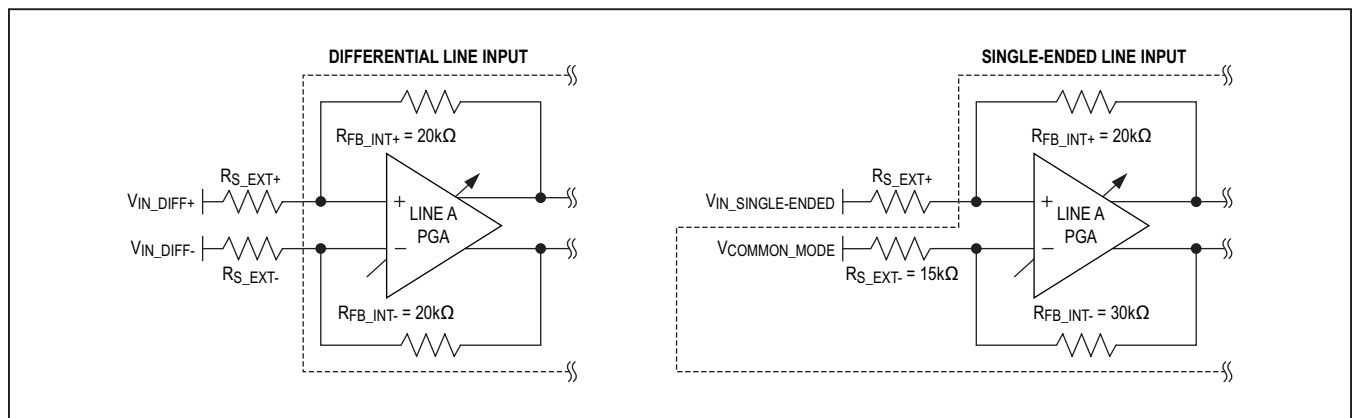 DIFFERENTIAL LINE INPUT
RFB_INT+ = 20kΩ
RS_EXT+
VIN_DIFF+
+
LINE A
PGA
VIN_DIFF-
−
RS_EXT-
RFB_INT- = 20kΩ
SINGLE-ENDED LINE INPUT
RFB_INT+ = 20kΩ
RS_EXT+
VIN_SINGLE-ENDED
+
LINE A
PGA
VCOMMON_MODE
−
RS_EXT- = 15kΩ
RFB_INT- = 30kΩ